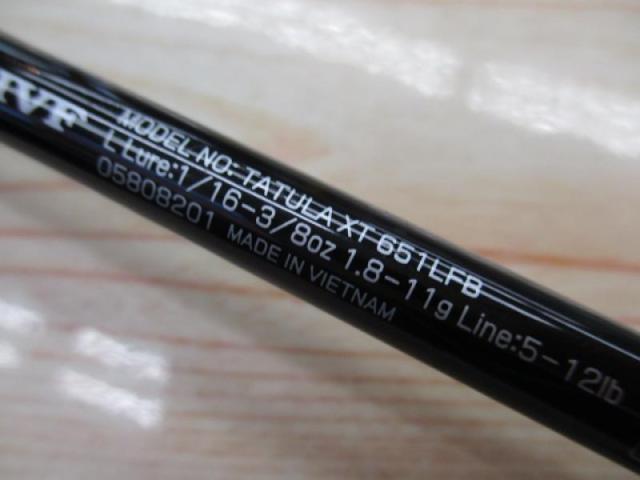 HVF
MODEL NO: TATULA XT 651LFB
L Lure:1/16-3/8oz 1.8-11g Line:5-12lb
05808201 MADE IN VIETNAM